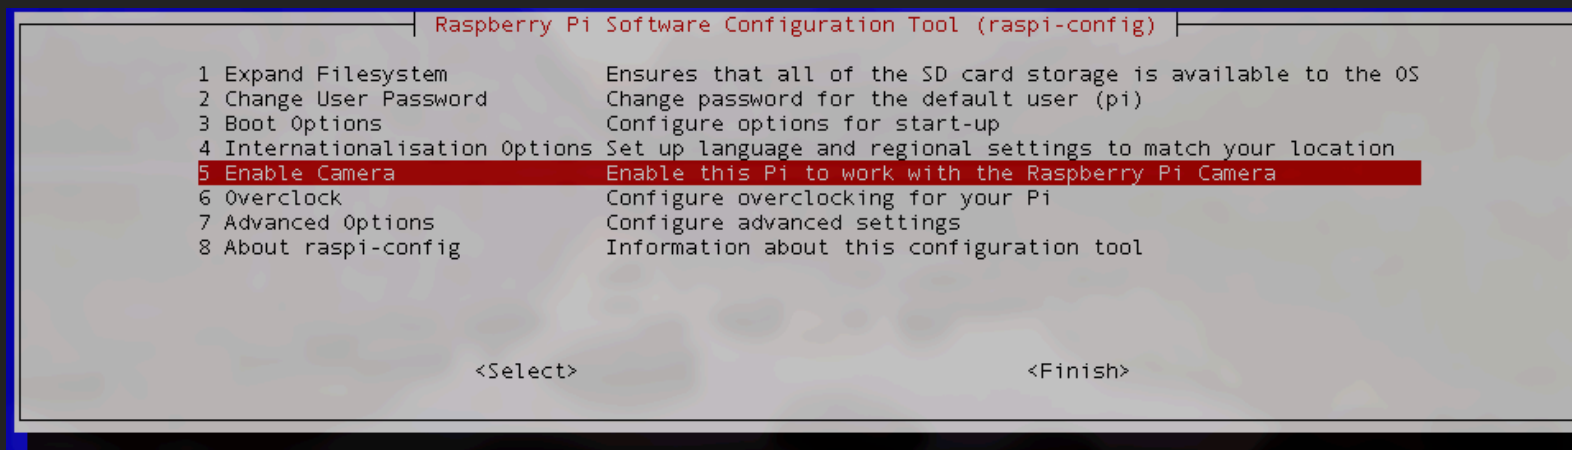 Raspberry Pi Software Configuration Tool (raspi-config)
1 Expand Filesystem Ensures that all of the SD card storage is available to the OS
2 Change User Password Change password for the default user (pi)
3 Boot Options Configure options for start-up
4 Internationalisation Options Set up language and regional settings to match your location
5 Enable Camera Enable this Pi to work with the Raspberry Pi Camera
6 Overclock Configure overclocking for your Pi
7 Advanced Options Configure advanced settings
8 About raspi-config Information about this configuration tool
<Select> <Finish>